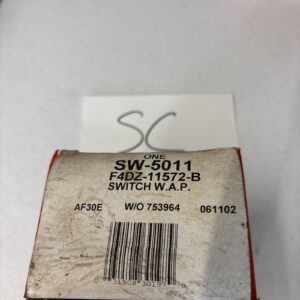 SC
ONE
SW-5011
F4DZ-11572-B
SWITCH W.A.P.
AF30E W/O 753964 061102